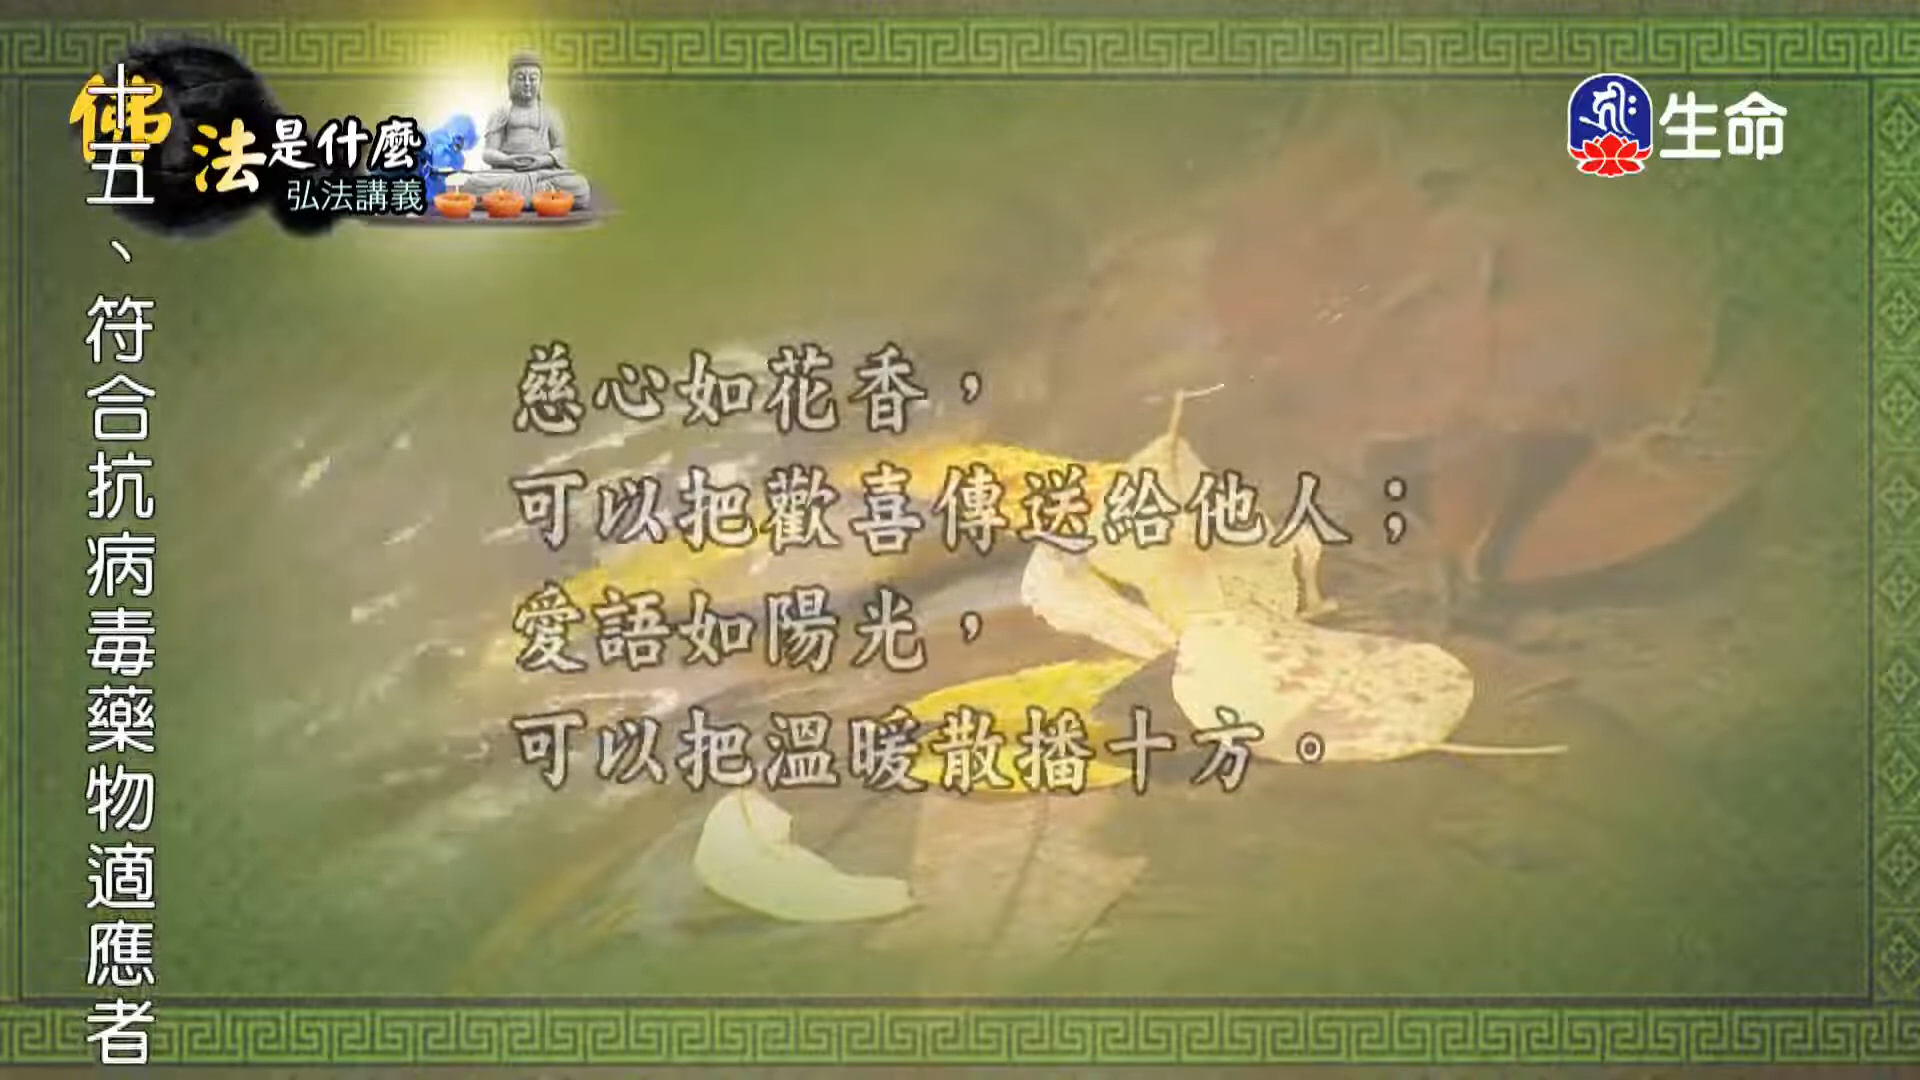 佛法是什麼
弘法講義
生命
十五、符合抗病毒藥物適應者
慈心如花香，
可以把歡喜傳送給他人；
愛語如陽光，
可以把溫暖散播十方。